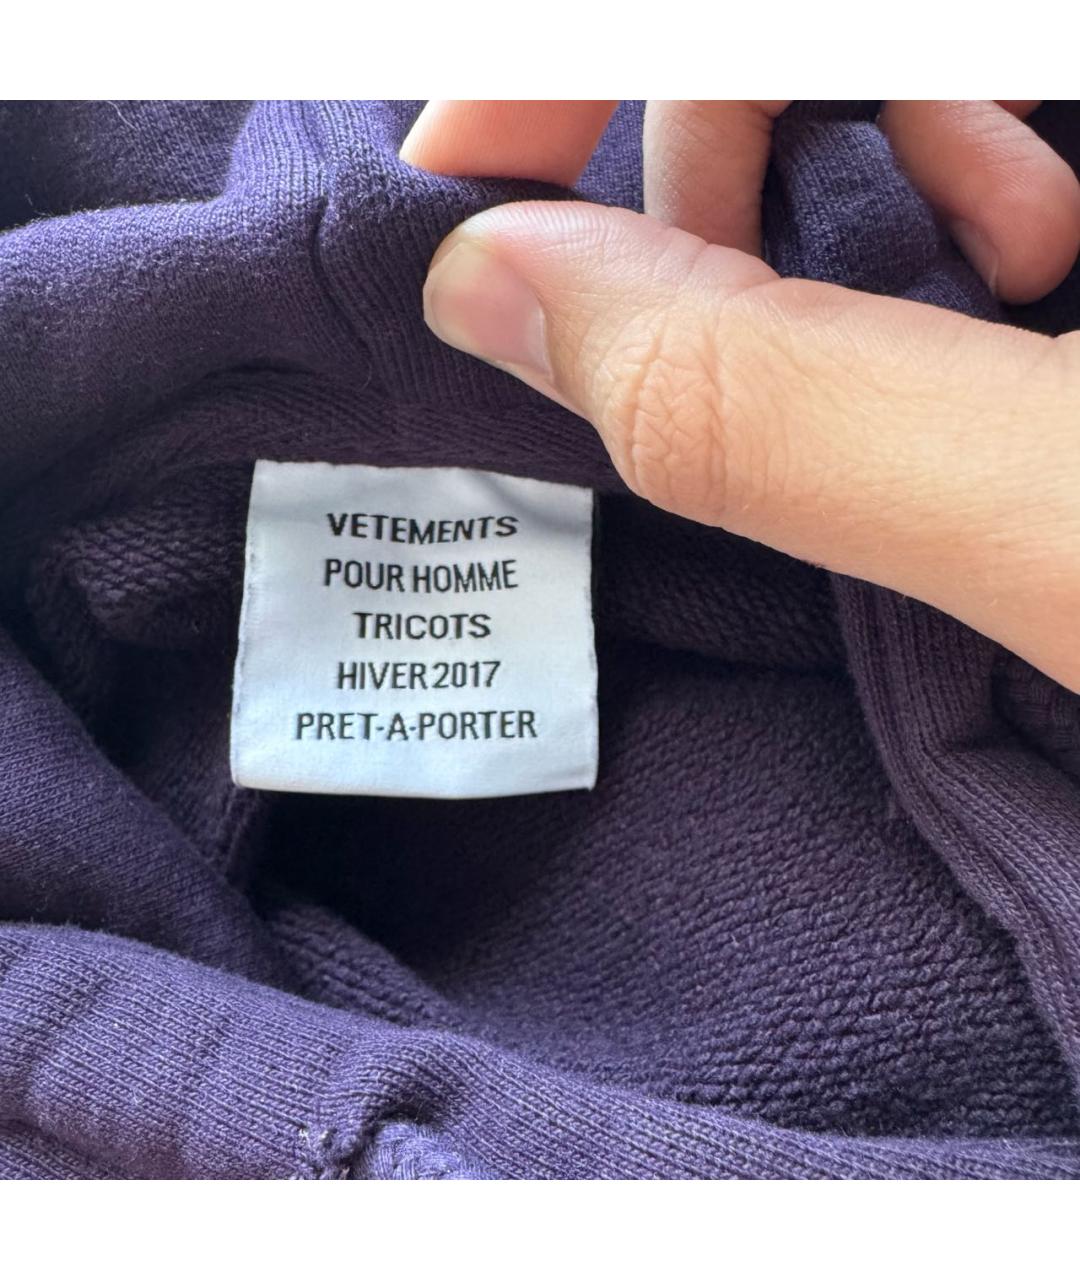 VETEMENTS
POUR HOMME
TRICOTS
HIVER 2017
PRET-A-PORTER